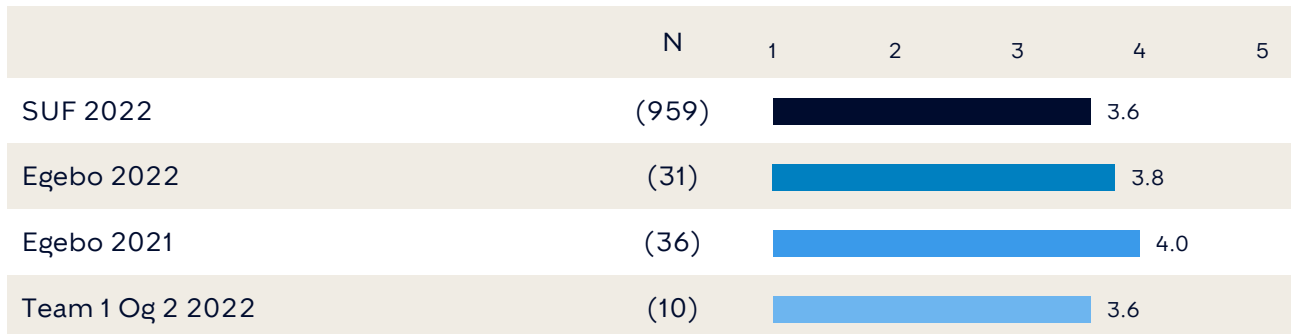 N 1 2 3 4 5
SUF 2022 (959) 3.6
Egebo 2022 (31) 3.8
Egebo 2021 (36) 4.0
Team 1 Og 2 2022 (10) 3.6